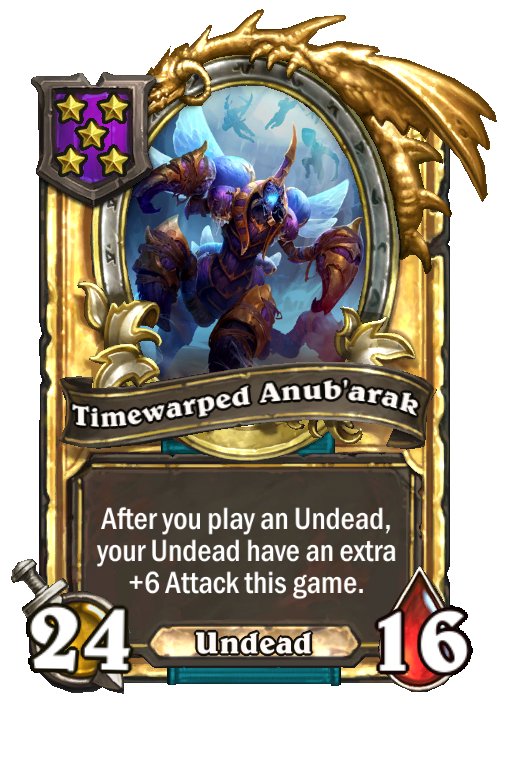 Timewarped Anub'arak
After you play an Undead,
your Undead have an extra
+6 Attack this game.
24
Undead
16